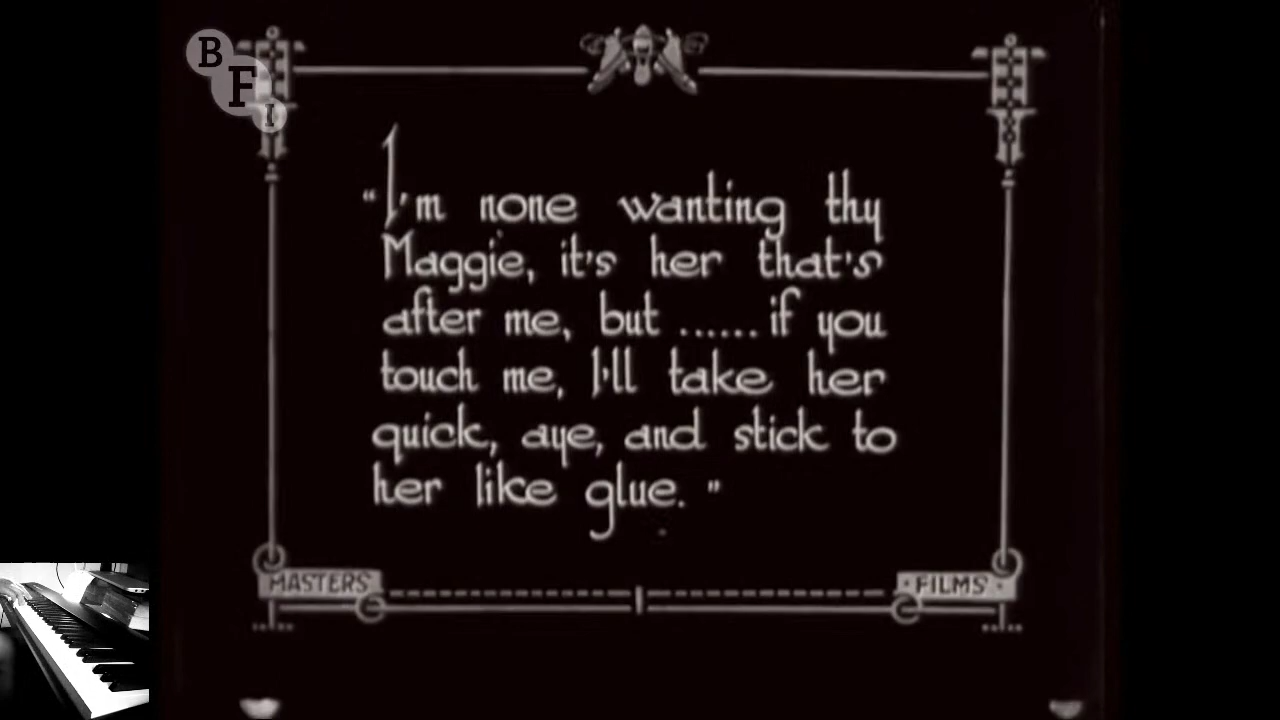 BFI
"I'm none wanting thy
Maggie, it's her that's
after me, but ...... if you
touch me, I'll take her
quick, aye, and stick to
her like glue."
MASTERS FILMS